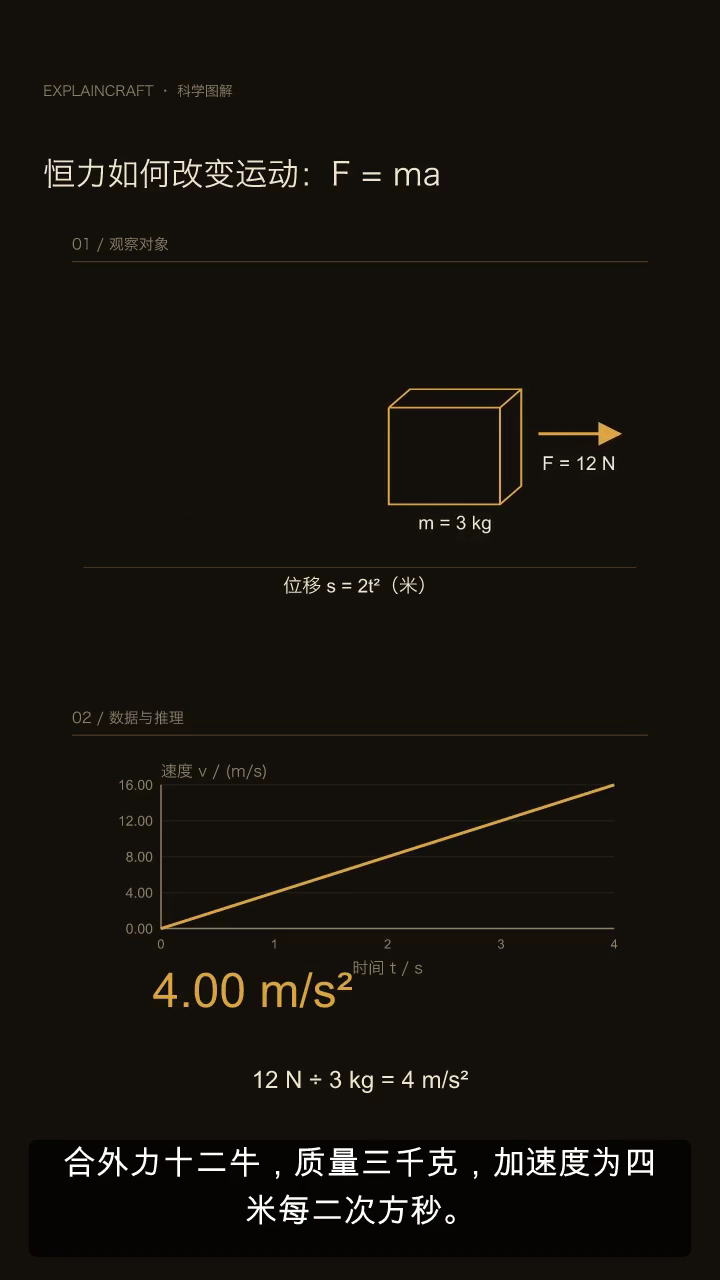 EXPLAINCRAFT · 科学图解
恒力如何改变运动：F = ma
01 / 观察对象
F = 12 N
m = 3 kg
位移 s = 2t²（米）
02 / 数据与推理
速度 v / (m/s)
16.00
12.00
8.00
4.00
0.00
0 1 2 3 4
时间 t / s
4.00 m/s²
12 N ÷ 3 kg = 4 m/s²
合外力十二牛，质量三千克，加速度为四
米每二次方秒。